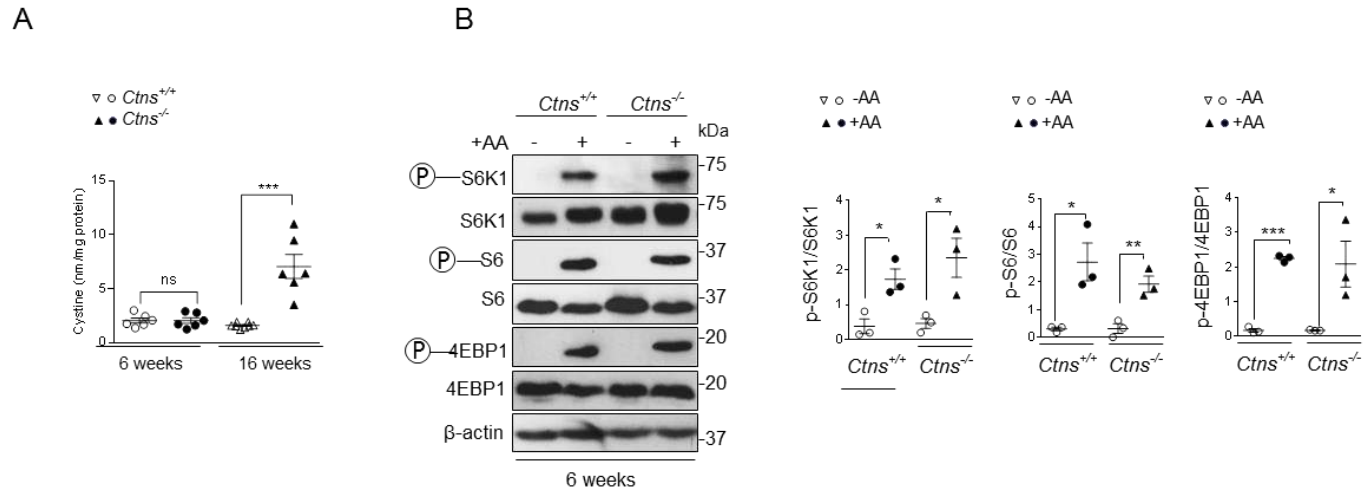 A
B
▽ ○ Ctns+/+
▲ ● Ctns-/-
Cystine (nm/mg protein)
15
10
5
0
ns
***
6 weeks
16 weeks
Ctns+/+
Ctns-/-
kDa
+AA
-
+
-
+
P
S6K1
-75
S6K1
75
P
S6
-37
S6
-37
P
4EBP1
-20
4EBP1
-20
β-actin
-37
6 weeks
▽ ○ -AA
▲ ● +AA
p-S6K1/S6K1
4
3
2
1
0
*
*
Ctns+/+
Ctns-/-
▽ ○ -AA
▲ ● +AA
p-S6/S6
6
5
4
3
2
1
0
*
**
Ctns+/+
Ctns-/-
▽ ○ -AA
▲ ● +AA
p-4EBP1/4EBP1
4
3
2
1
0
***
*
Ctns+/+
Ctns-/-